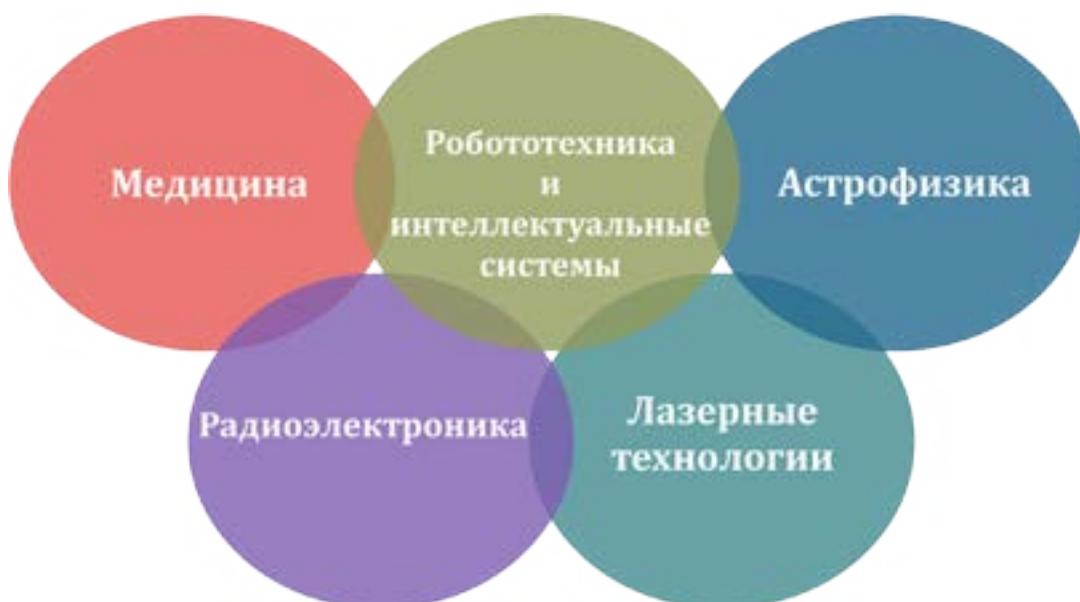 Медицина
Робототехника
и
интеллектуальные
системы
Астрофизика
Радиоэлектроника
Лазерные
технологии